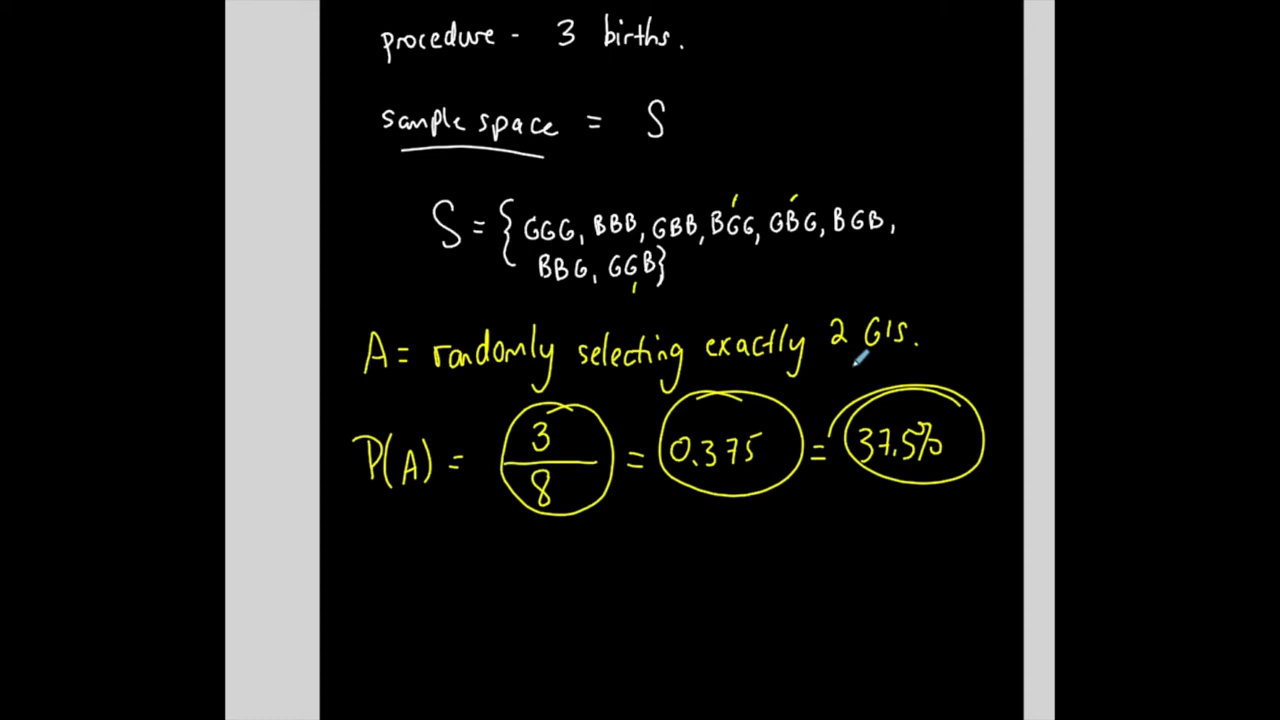 procedure - 3 births.
sample space = S
S = { GGG, BBB, GBB, BGG, GBG, BGB,
BBG, GGB}
A = randomly selecting exactly 2 G's.
P(A) = 3/8 = 0.375 = 37.5%